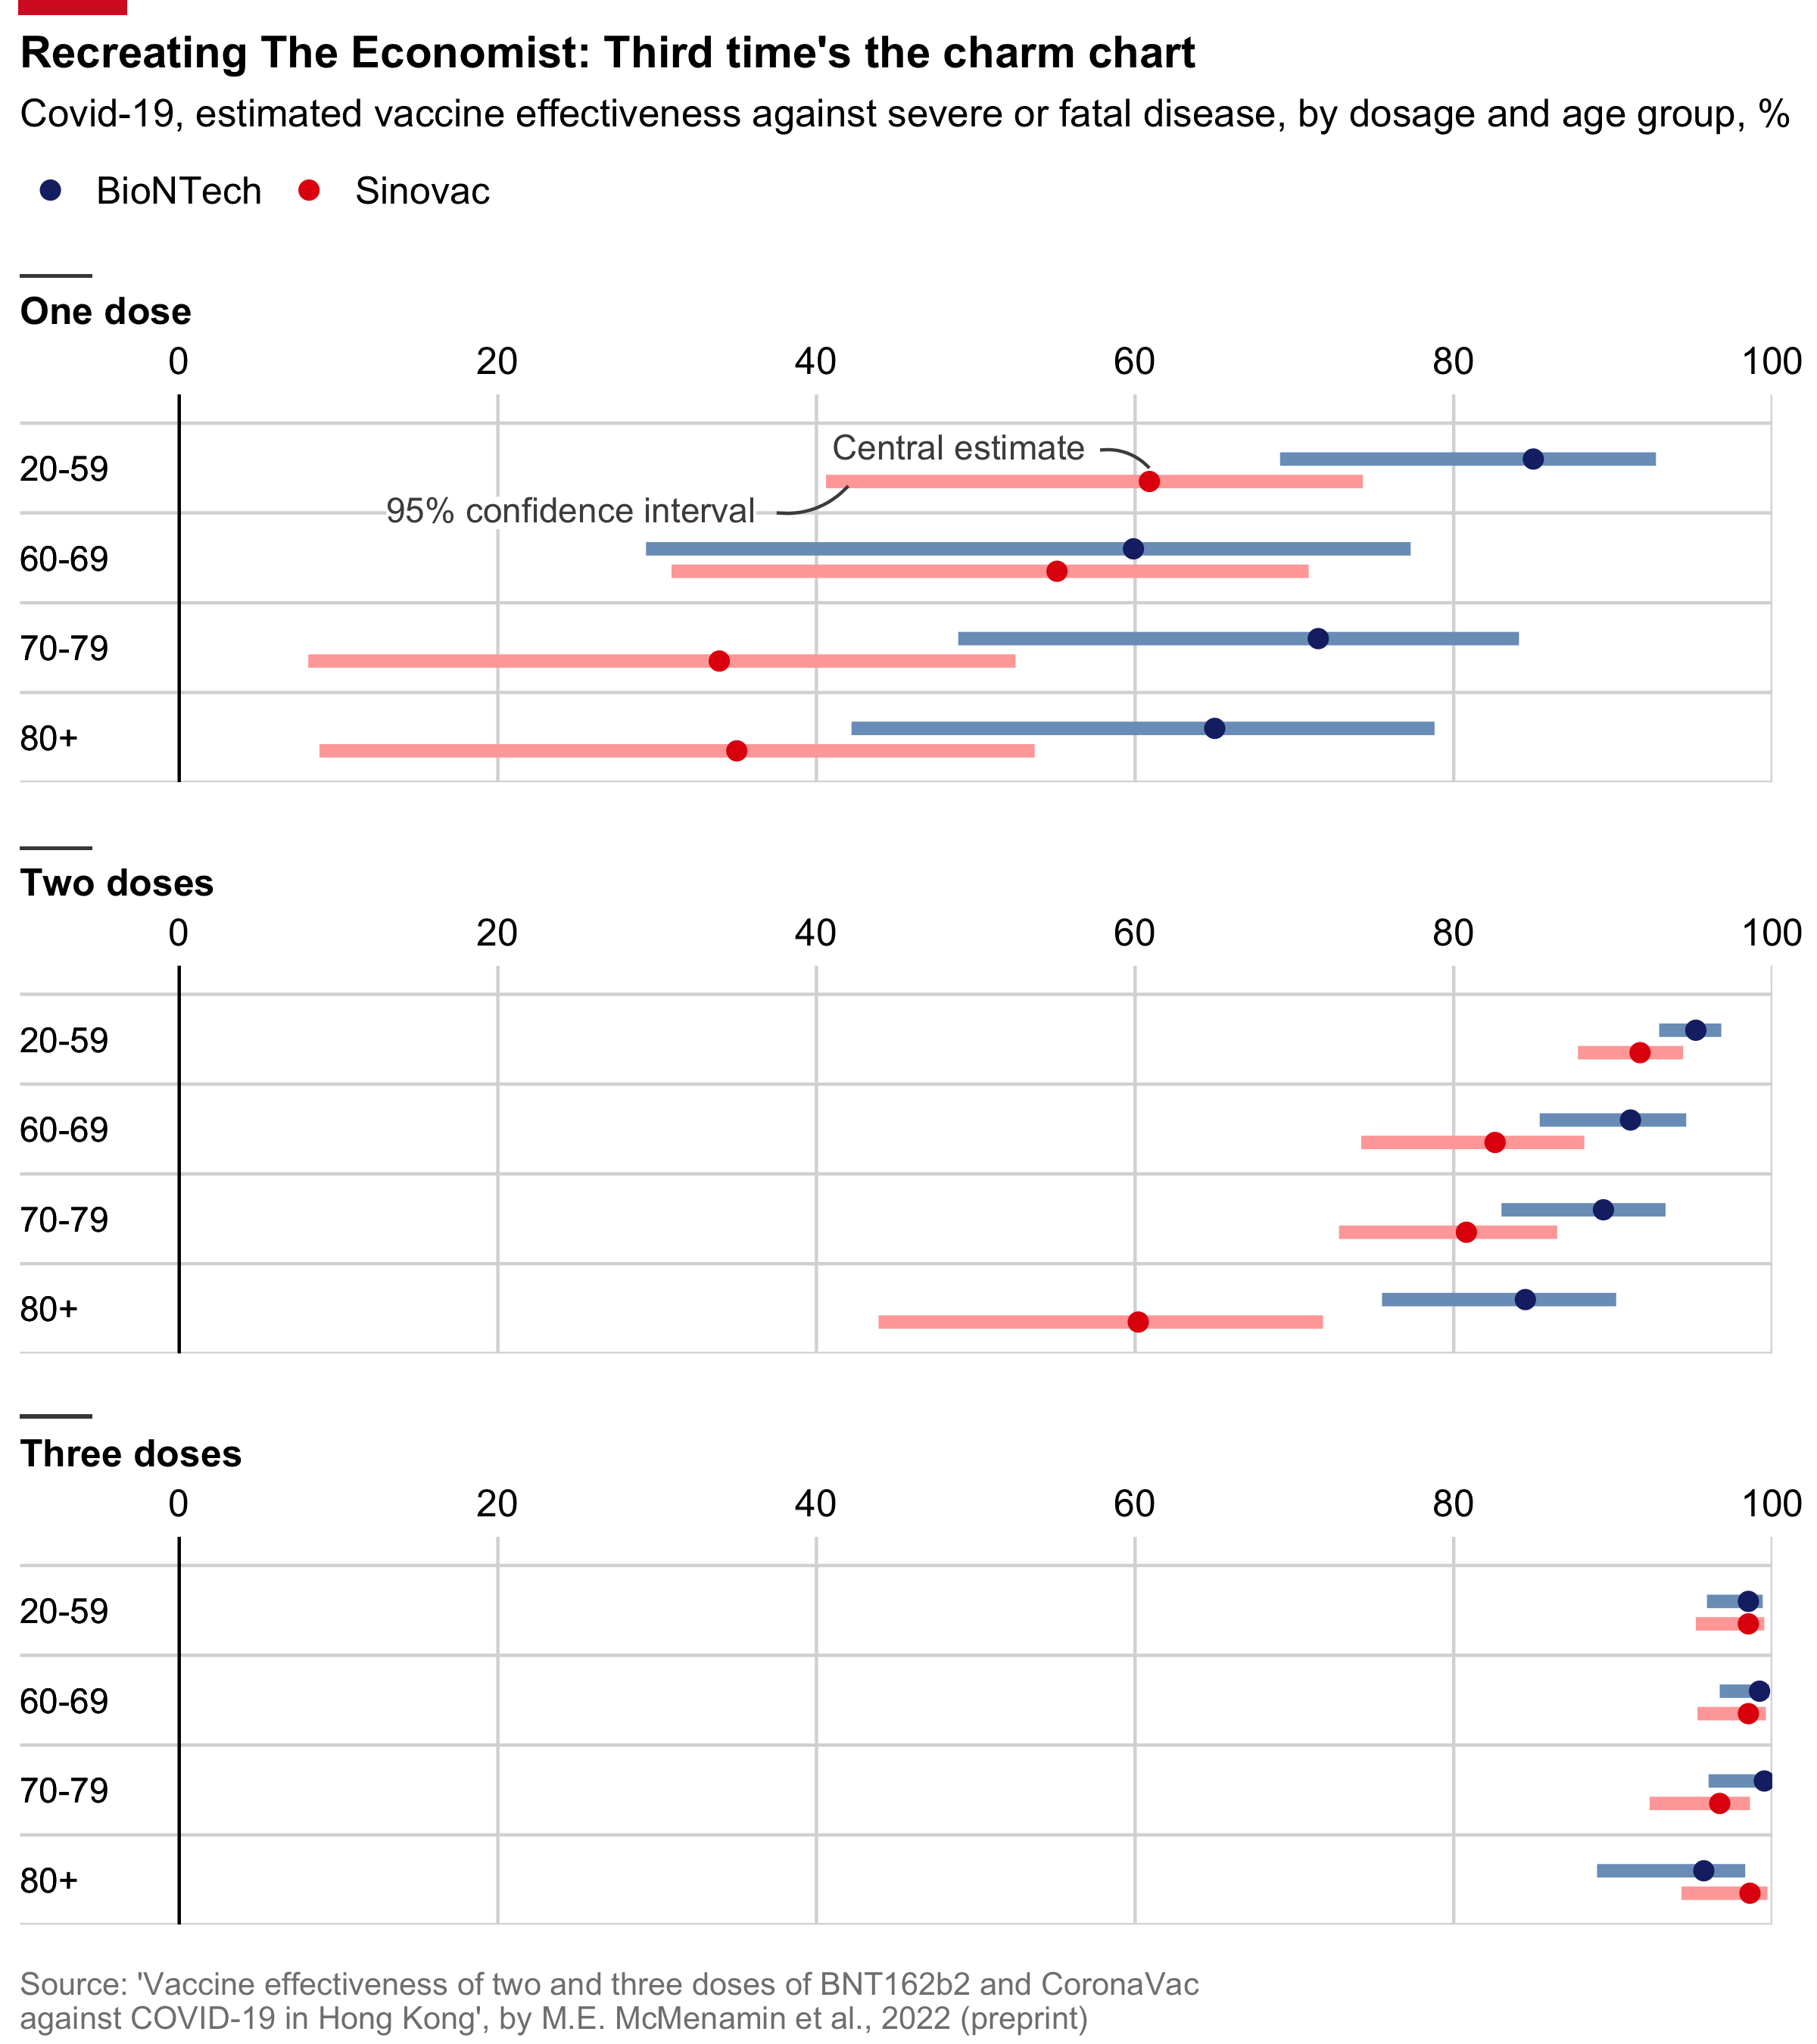 Recreating The Economist: Third time's the charm chart
Covid-19, estimated vaccine effectiveness against severe or fatal disease, by dosage and age group, %
BioNTech Sinovac
One dose
0 20 40 60 80 100
20-59
Central estimate
95% confidence interval
60-69
70-79
80+
Two doses
0 20 40 60 80 100
20-59
60-69
70-79
80+
Three doses
0 20 40 60 80 100
20-59
60-69
70-79
80+
Source: 'Vaccine effectiveness of two and three doses of BNT162b2 and CoronaVac
against COVID-19 in Hong Kong', by M.E. McMenamin et al., 2022 (preprint)